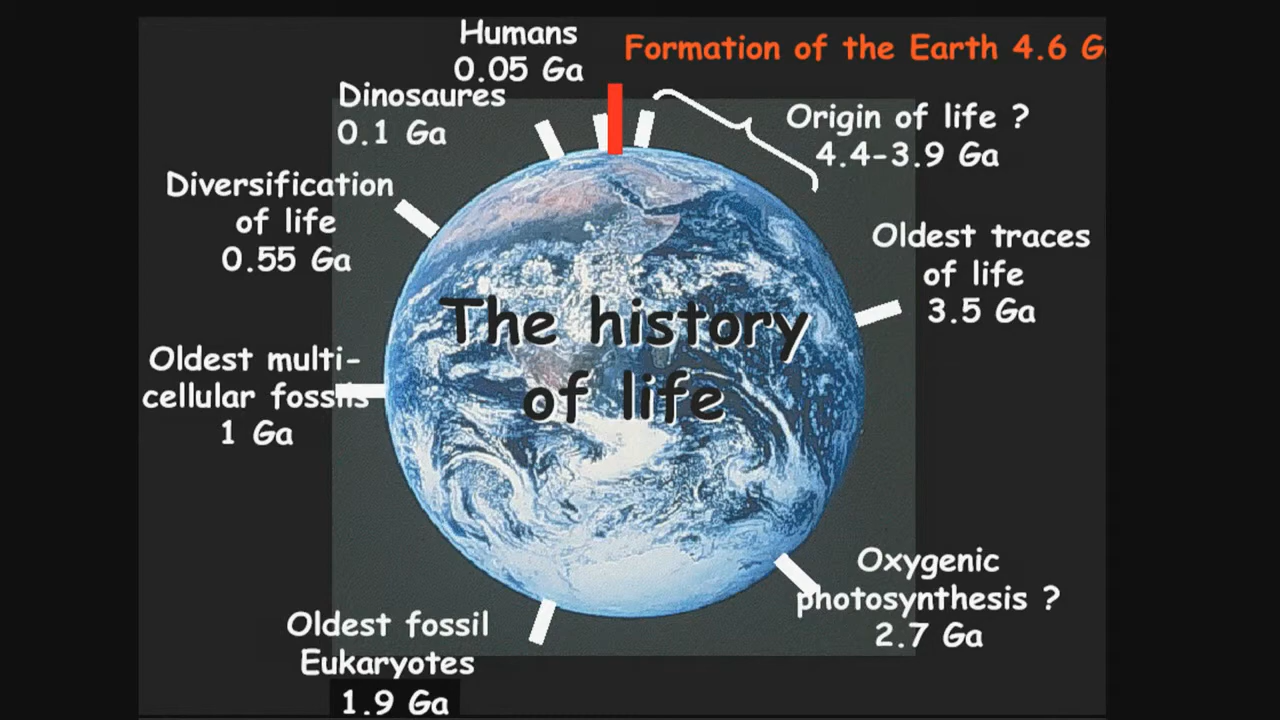 Humans
0.05 Ga
Formation of the Earth 4.6 G
Dinosaures
0.1 Ga
Origin of life ?
4.4-3.9 Ga
Diversification
of life
0.55 Ga
Oldest traces
of life
3.5 Ga
The history
of life
Oldest multi-
cellular fossils
1 Ga
Oxygenic
photosynthesis ?
2.7 Ga
Oldest fossil
Eukaryotes
1.9 Ga